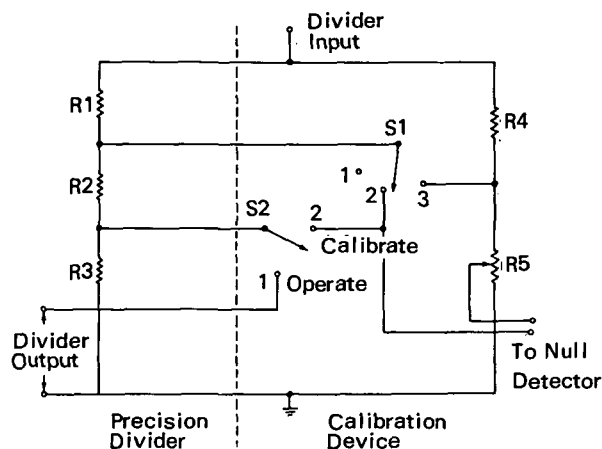 Divider
Input
R1
R4
S1
1
R2
2
3
S2
2
Calibrate
R3
1 Operate
R5
Divider
Output
To Null
Detector
Precision
Divider
Calibration
Device